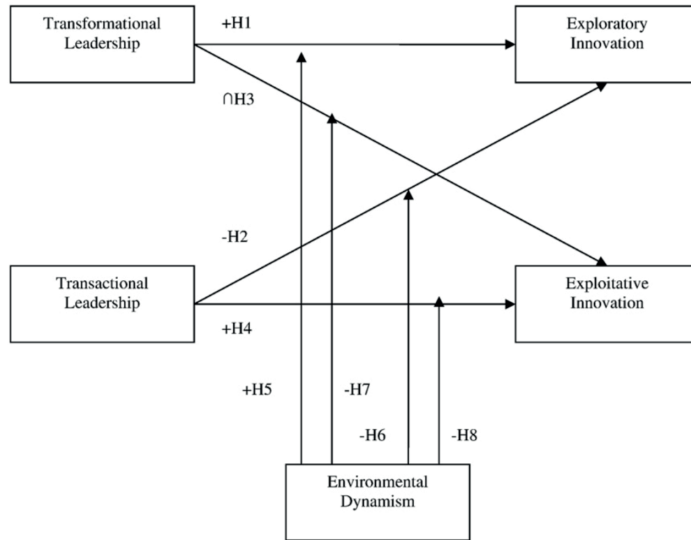 Transformational
Leadership
+H1
Exploratory
Innovation
∩H3
-H2
Transactional
Leadership
+H4
Exploitative
Innovation
+H5
-H7
-H6
-H8
Environmental
Dynamism